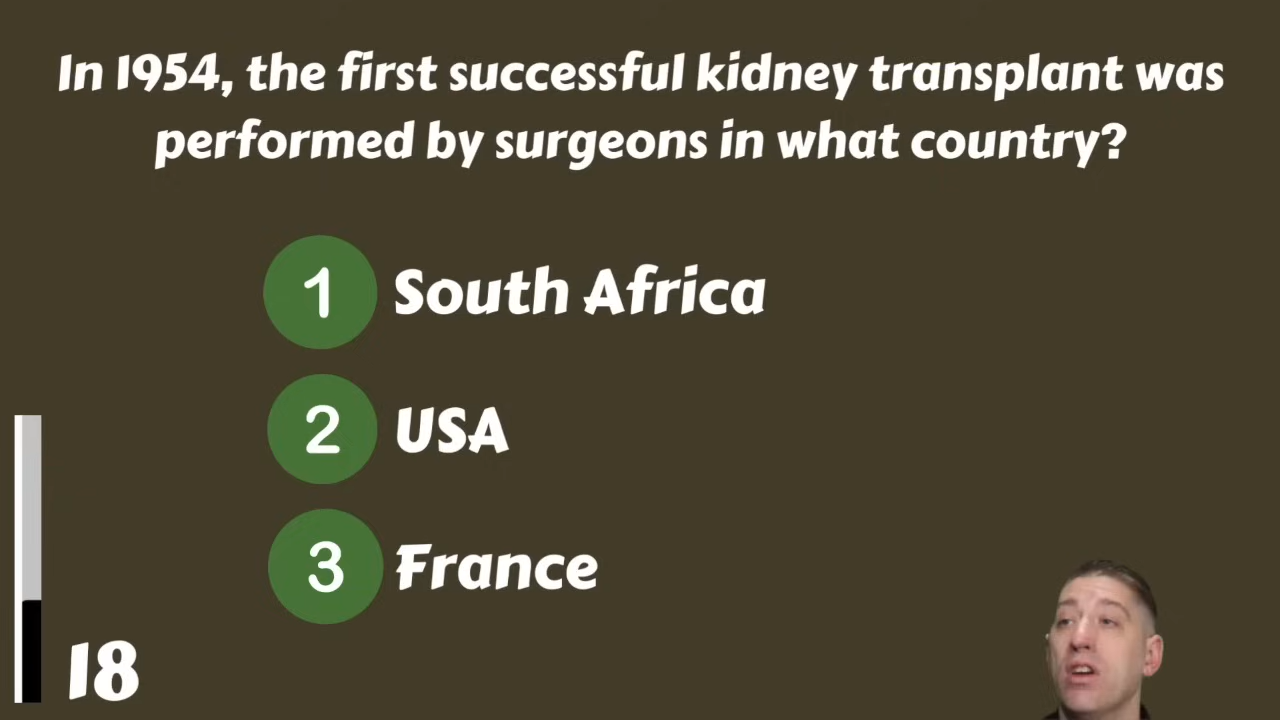 In 1954, the first successful kidney transplant was
performed by surgeons in what country?
1 South Africa
2 USA
3 France
18